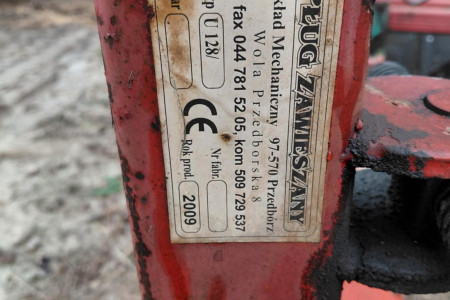 PŁUG ZAWIESZANY
kład Mechaniczny 97-570 Przedbórz
Wola Przedborska 8
fax 044 781 52 05, kom 509 729 537
U 128/
Nr fabr.
CE
Rok prod. 2009